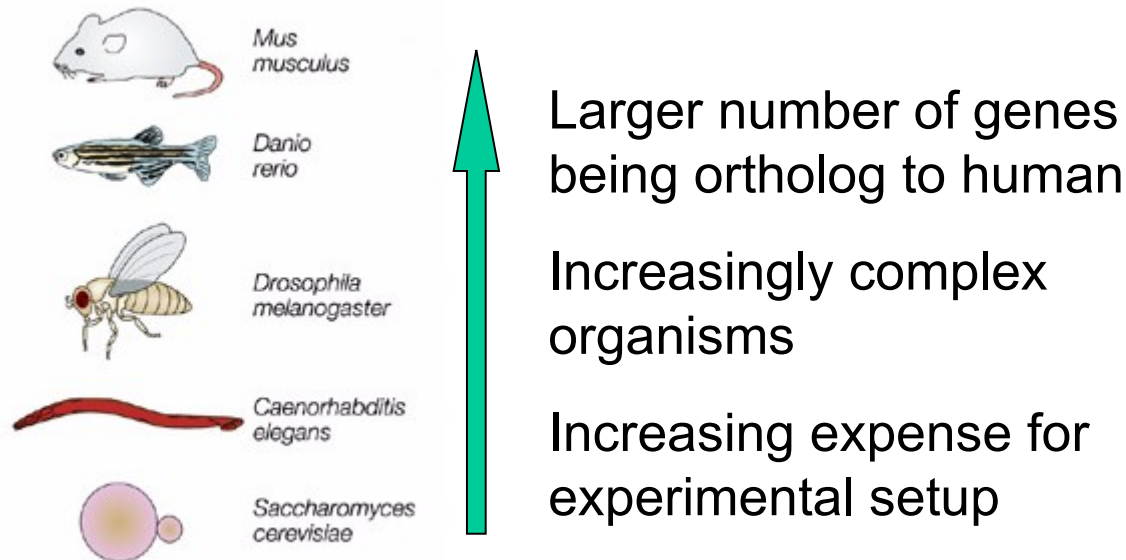 Mus
musculus
Danio
rerio
Drosophila
melanogaster
Caenorhabditis
elegans
Saccharomyces
cerevisiae
Larger number of genes
being ortholog to human
Increasingly complex
organisms
Increasing expense for
experimental setup